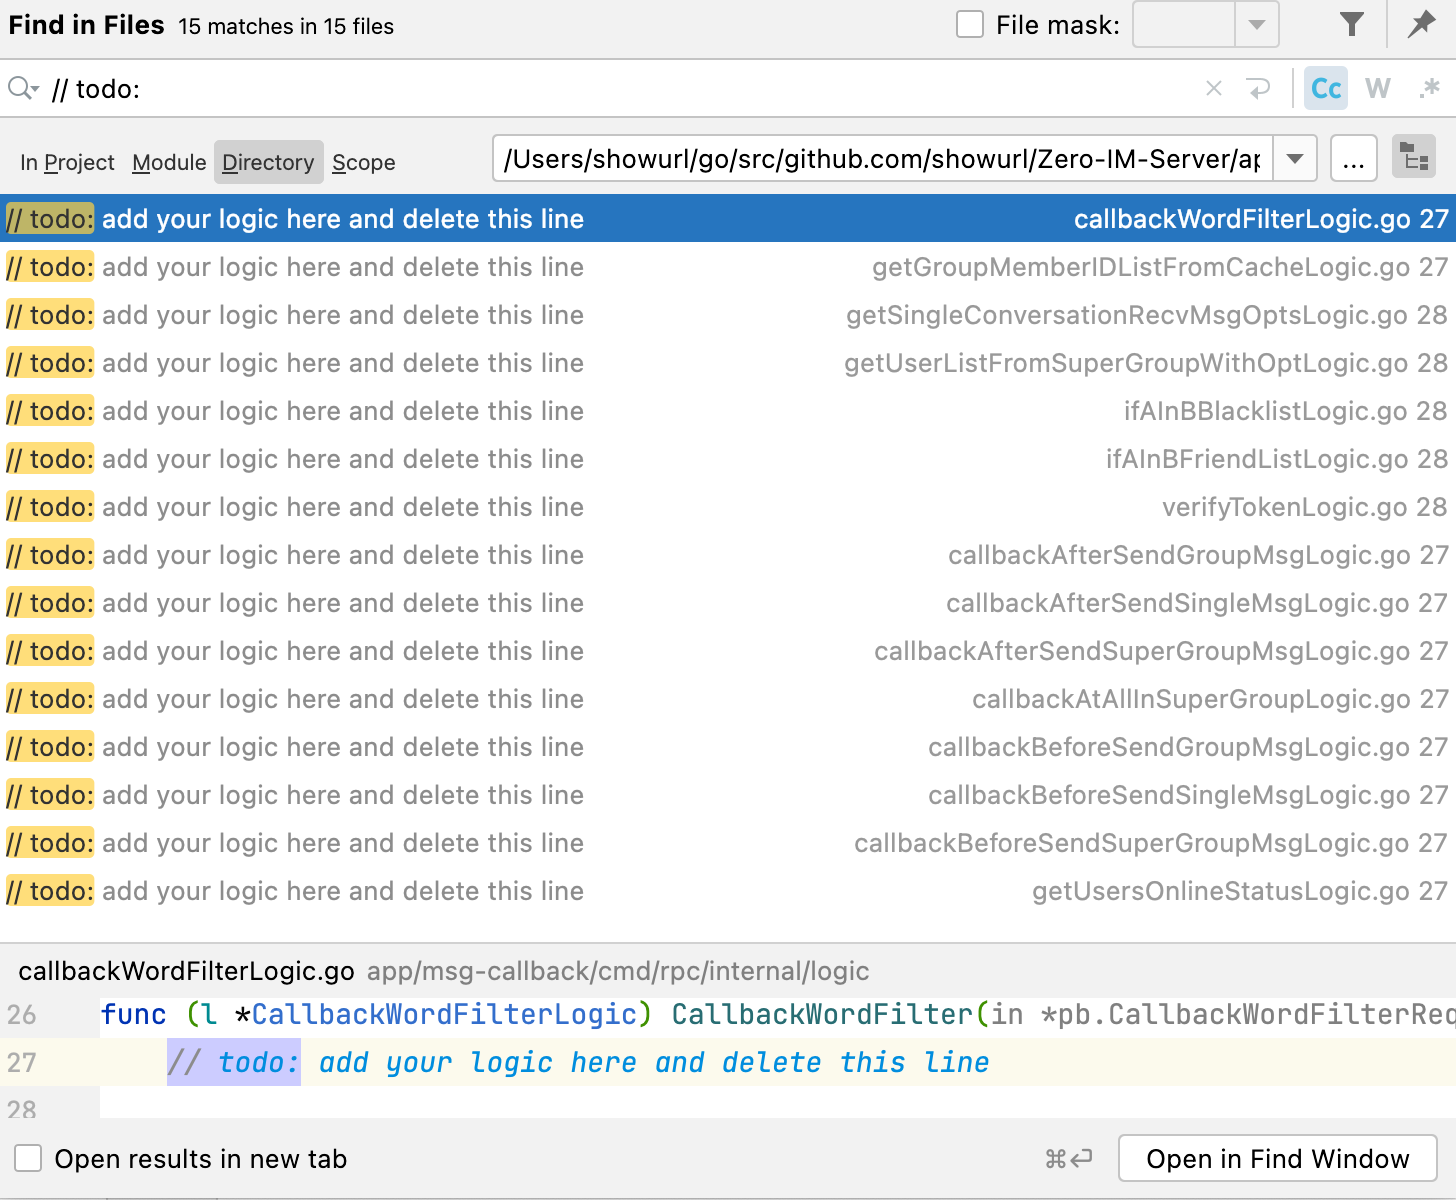 Find in Files 15 matches in 15 files File mask:
// todo: Cc W .*
In Project Module Directory Scope /Users/showurl/go/src/github.com/showurl/Zero-IM-Server/ap ...
// todo: add your logic here and delete this line callbackWordFilterLogic.go 27
// todo: add your logic here and delete this line getGroupMemberIDListFromCacheLogic.go 27
// todo: add your logic here and delete this line getSingleConversationRecvMsgOptsLogic.go 28
// todo: add your logic here and delete this line getUserListFromSuperGroupWithOptLogic.go 28
// todo: add your logic here and delete this line ifAInBBlacklistLogic.go 28
// todo: add your logic here and delete this line ifAInBFriendListLogic.go 28
// todo: add your logic here and delete this line verifyTokenLogic.go 28
// todo: add your logic here and delete this line callbackAfterSendGroupMsgLogic.go 27
// todo: add your logic here and delete this line callbackAfterSendSingleMsgLogic.go 27
// todo: add your logic here and delete this line callbackAfterSendSuperGroupMsgLogic.go 27
// todo: add your logic here and delete this line callbackAtAllInSuperGroupLogic.go 27
// todo: add your logic here and delete this line callbackBeforeSendGroupMsgLogic.go 27
// todo: add your logic here and delete this line callbackBeforeSendSingleMsgLogic.go 27
// todo: add your logic here and delete this line callbackBeforeSendSuperGroupMsgLogic.go 27
// todo: add your logic here and delete this line getUsersOnlineStatusLogic.go 27
callbackWordFilterLogic.go app/msg-callback/cmd/rpc/internal/logic
26 func (l *CallbackWordFilterLogic) CallbackWordFilter(in *pb.CallbackWordFilterReq
27 // todo: add your logic here and delete this line
28
Open results in new tab ⌘↩ Open in Find Window